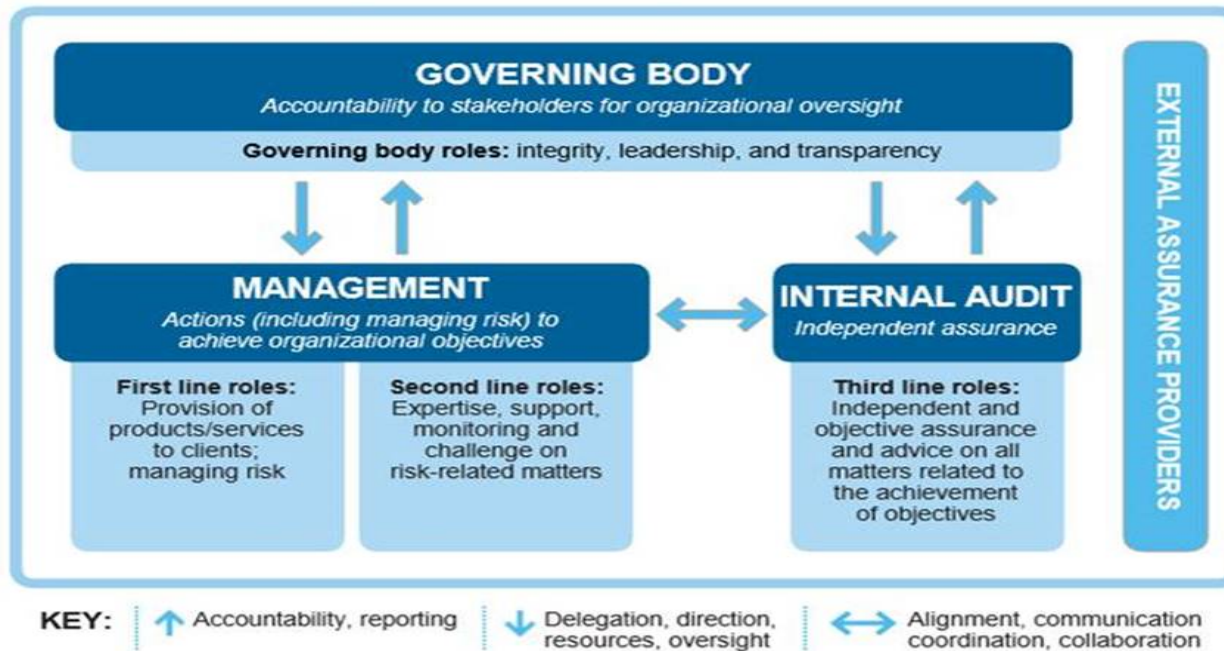 GOVERNING BODY
Accountability to stakeholders for organizational oversight
Governing body roles: integrity, leadership, and transparency
MANAGEMENT
Actions (including managing risk) to
achieve organizational objectives
First line roles:
Provision of
products/services
to clients;
managing risk
Second line roles:
Expertise, support,
monitoring and
challenge on
risk-related matters
INTERNAL AUDIT
Independent assurance
Third line roles:
Independent and
objective assurance
and advice on all
matters related to
the achievement
of objectives
EXTERNAL ASSURANCE PROVIDERS
KEY:
Accountability, reporting
Delegation, direction,
resources, oversight
Alignment, communication
coordination, collaboration